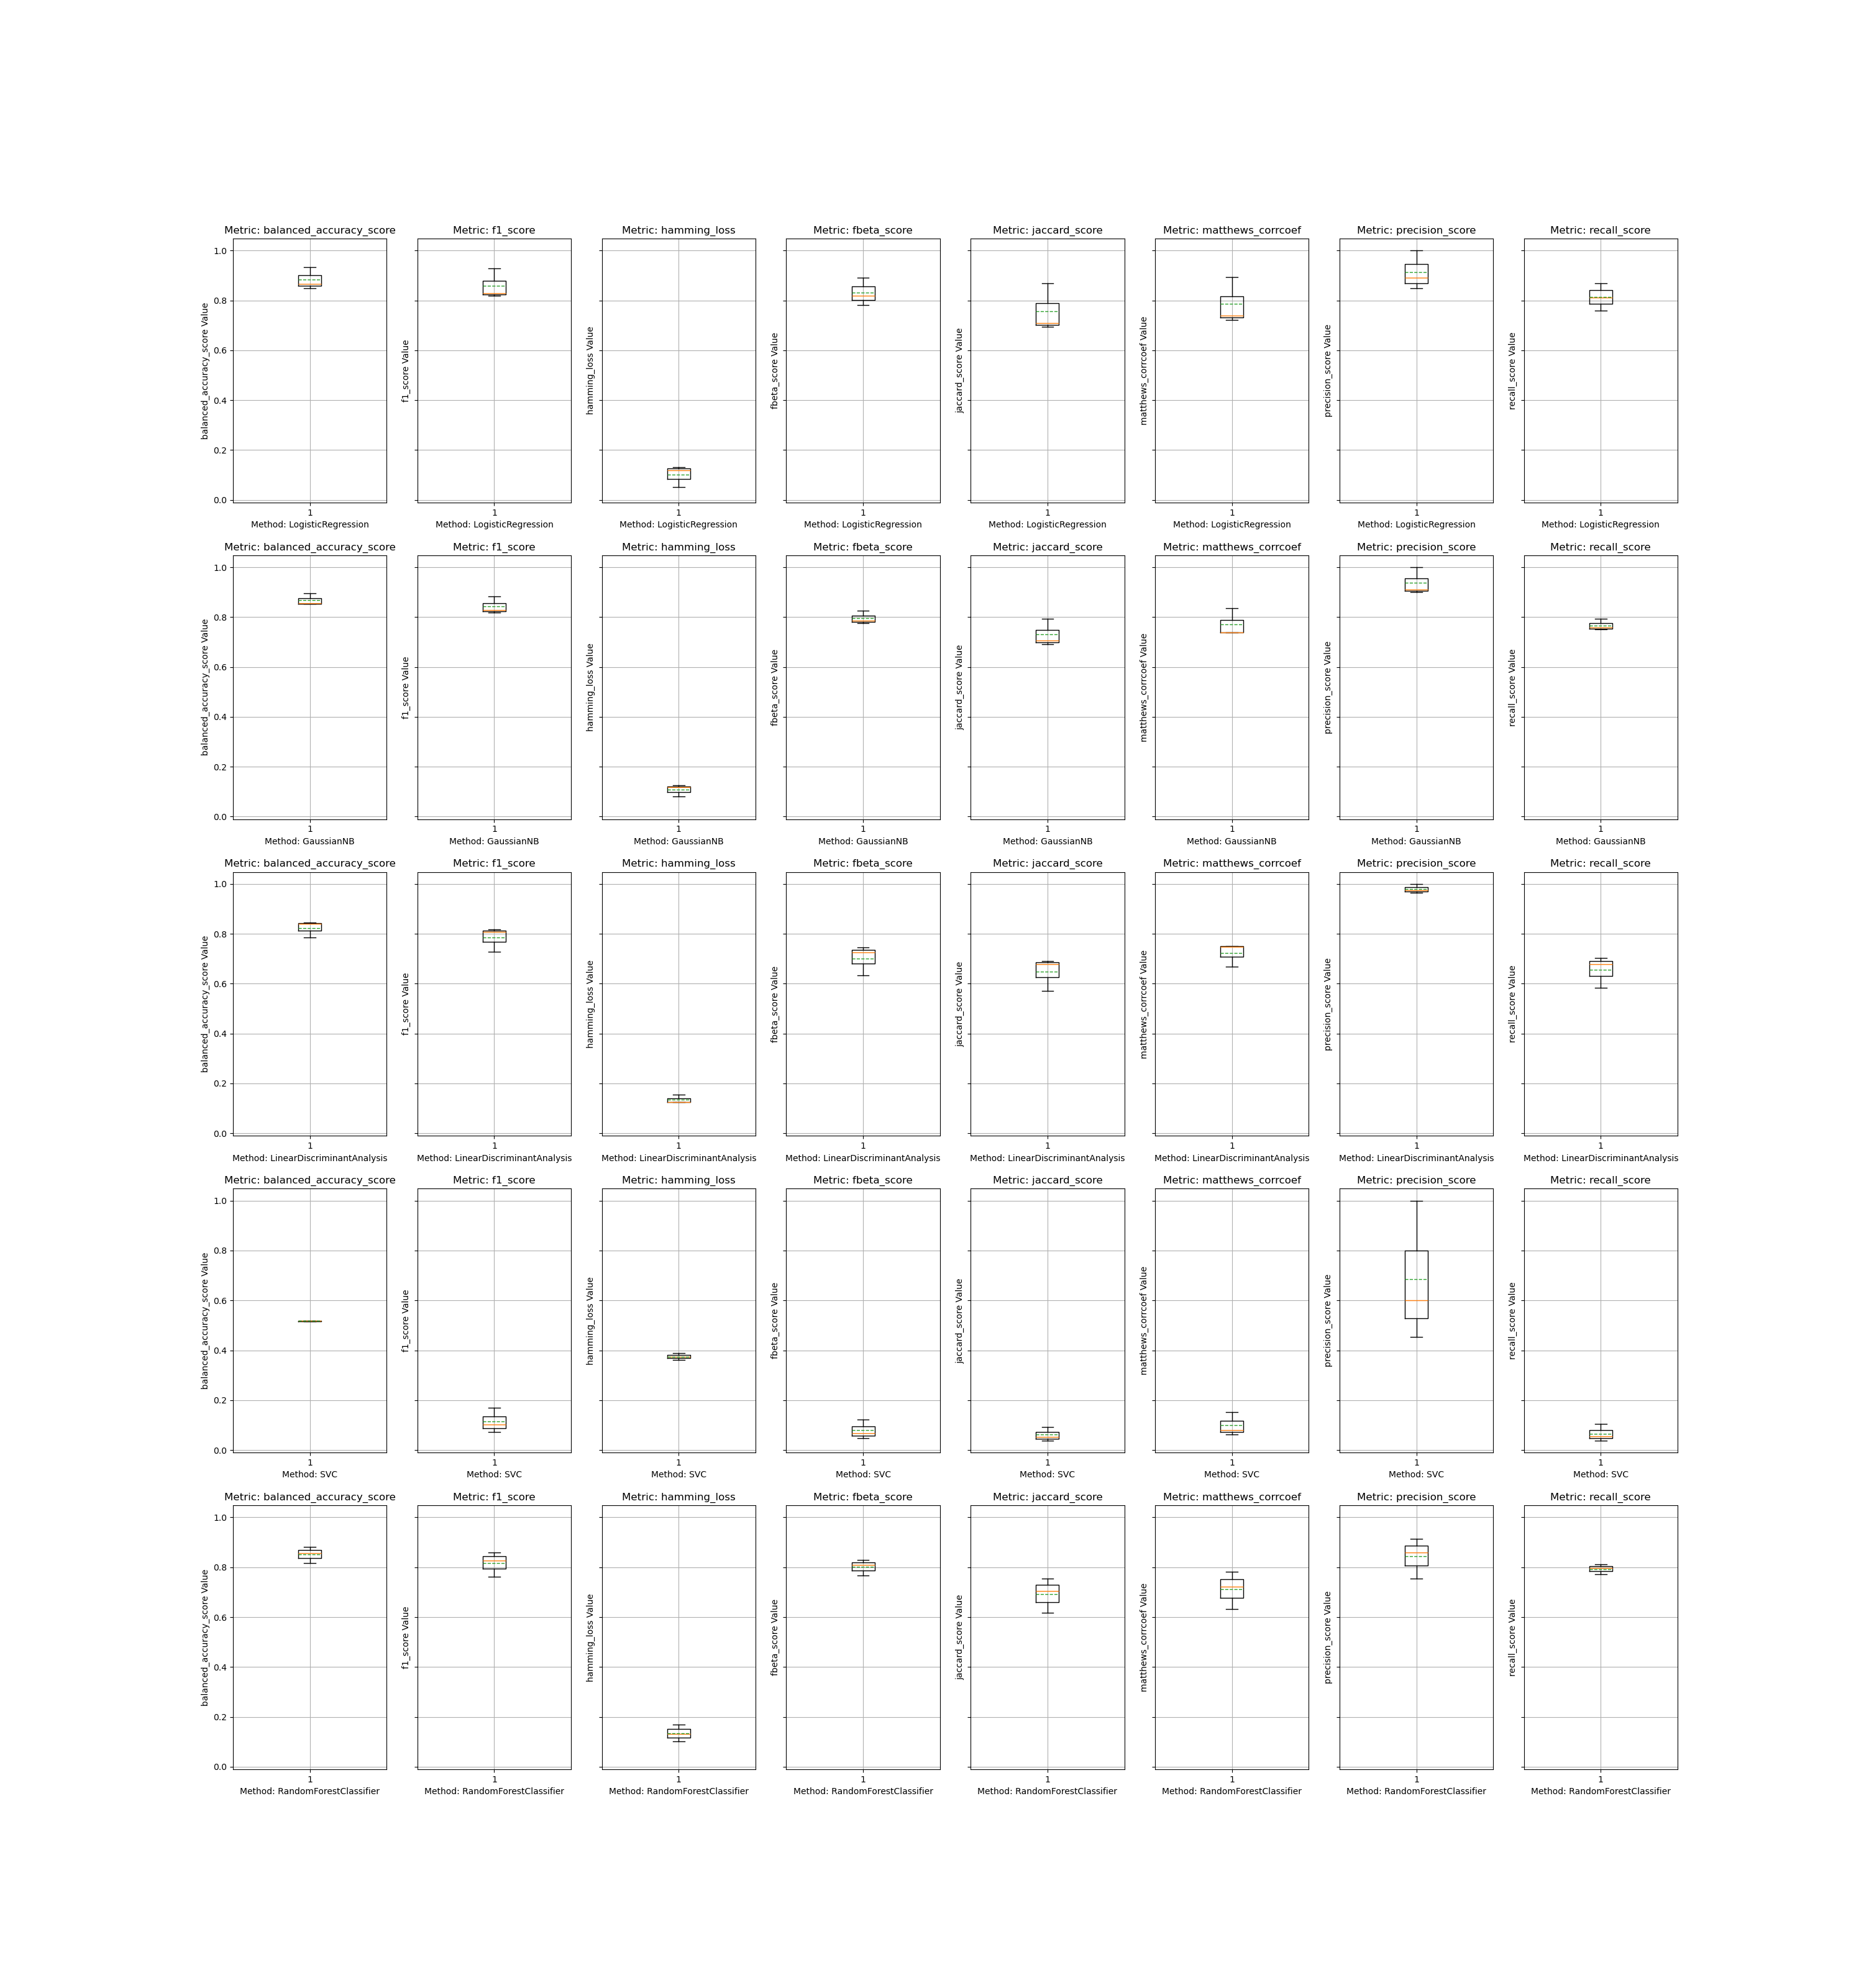 Metric: balanced_accuracy_score Metric: f1_score Metric: hamming_loss Metric: fbeta_score Metric: jaccard_score Metric: matthews_corrcoef Metric: precision_score Metric: recall_score
1.0
0.8
0.6
0.4
0.2
0.0
balanced_accuracy_score Value
f1_score Value
hamming_loss Value
fbeta_score Value
jaccard_score Value
matthews_corrcoef Value
precision_score Value
recall_score Value
1 1 1 1 1 1 1 1
Method: LogisticRegression Method: LogisticRegression Method: LogisticRegression Method: LogisticRegression Method: LogisticRegression Method: LogisticRegression Method: LogisticRegression Method: LogisticRegression
Metric: balanced_accuracy_score Metric: f1_score Metric: hamming_loss Metric: fbeta_score Metric: jaccard_score Metric: matthews_corrcoef Metric: precision_score Metric: recall_score
1.0
0.8
0.6
0.4
0.2
0.0
balanced_accuracy_score Value
f1_score Value
hamming_loss Value
fbeta_score Value
jaccard_score Value
matthews_corrcoef Value
precision_score Value
recall_score Value
1 1 1 1 1 1 1 1
Method: GaussianNB Method: GaussianNB Method: GaussianNB Method: GaussianNB Method: GaussianNB Method: GaussianNB Method: GaussianNB Method: GaussianNB
Metric: balanced_accuracy_score Metric: f1_score Metric: hamming_loss Metric: fbeta_score Metric: jaccard_score Metric: matthews_corrcoef Metric: precision_score Metric: recall_score
1.0
0.8
0.6
0.4
0.2
0.0
balanced_accuracy_score Value
f1_score Value
hamming_loss Value
fbeta_score Value
jaccard_score Value
matthews_corrcoef Value
precision_score Value
recall_score Value
1 1 1 1 1 1 1 1
Method: LinearDiscriminantAnalysis Method: LinearDiscriminantAnalysis Method: LinearDiscriminantAnalysis Method: LinearDiscriminantAnalysis Method: LinearDiscriminantAnalysis Method: LinearDiscriminantAnalysis Method: LinearDiscriminantAnalysis Method: LinearDiscriminantAnalysis
Metric: balanced_accuracy_score Metric: f1_score Metric: hamming_loss Metric: fbeta_score Metric: jaccard_score Metric: matthews_corrcoef Metric: precision_score Metric: recall_score
1.0
0.8
0.6
0.4
0.2
0.0
balanced_accuracy_score Value
f1_score Value
hamming_loss Value
fbeta_score Value
jaccard_score Value
matthews_corrcoef Value
precision_score Value
recall_score Value
1 1 1 1 1 1 1 1
Method: SVC Method: SVC Method: SVC Method: SVC Method: SVC Method: SVC Method: SVC Method: SVC
Metric: balanced_accuracy_score Metric: f1_score Metric: hamming_loss Metric: fbeta_score Metric: jaccard_score Metric: matthews_corrcoef Metric: precision_score Metric: recall_score
1.0
0.8
0.6
0.4
0.2
0.0
balanced_accuracy_score Value
f1_score Value
hamming_loss Value
fbeta_score Value
jaccard_score Value
matthews_corrcoef Value
precision_score Value
recall_score Value
1 1 1 1 1 1 1 1
Method: RandomForestClassifier Method: RandomForestClassifier Method: RandomForestClassifier Method: RandomForestClassifier Method: RandomForestClassifier Method: RandomForestClassifier Method: RandomForestClassifier Method: RandomForestClassifier